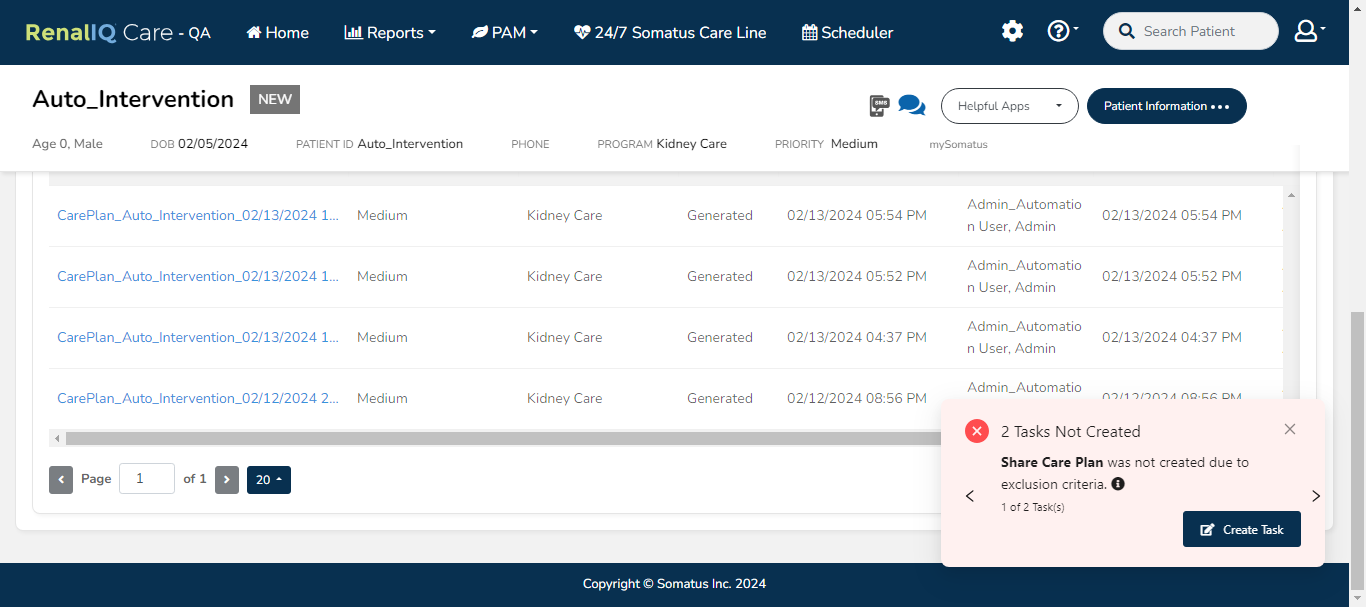 RenalIQ Care - QA Home Reports PAM 24/7 Somatus Care Line Scheduler Search Patient
Auto_Intervention NEW SMS Helpful Apps Patient Information
Age 0, Male DOB 02/05/2024 PATIENT ID Auto_Intervention PHONE PROGRAM Kidney Care PRIORITY Medium mySomatus
CarePlan_Auto_Intervention_02/13/2024 1... Medium Kidney Care Generated 02/13/2024 05:54 PM Admin_Automatio 02/13/2024 05:54 PM
n User, Admin
CarePlan_Auto_Intervention_02/13/2024 1... Medium Kidney Care Generated 02/13/2024 05:52 PM Admin_Automatio 02/13/2024 05:52 PM
n User, Admin
CarePlan_Auto_Intervention_02/13/2024 1... Medium Kidney Care Generated 02/13/2024 04:37 PM Admin_Automatio 02/13/2024 04:37 PM
n User, Admin
CarePlan_Auto_Intervention_02/12/2024 2... Medium Kidney Care Generated 02/12/2024 08:56 PM Admin_Automatio 02/12/2024 08:56 PM
Page 1 of 1 20
2 Tasks Not Created
Share Care Plan was not created due to
exclusion criteria.
1 of 2 Task(s)
Create Task
Copyright © Somatus Inc. 2024